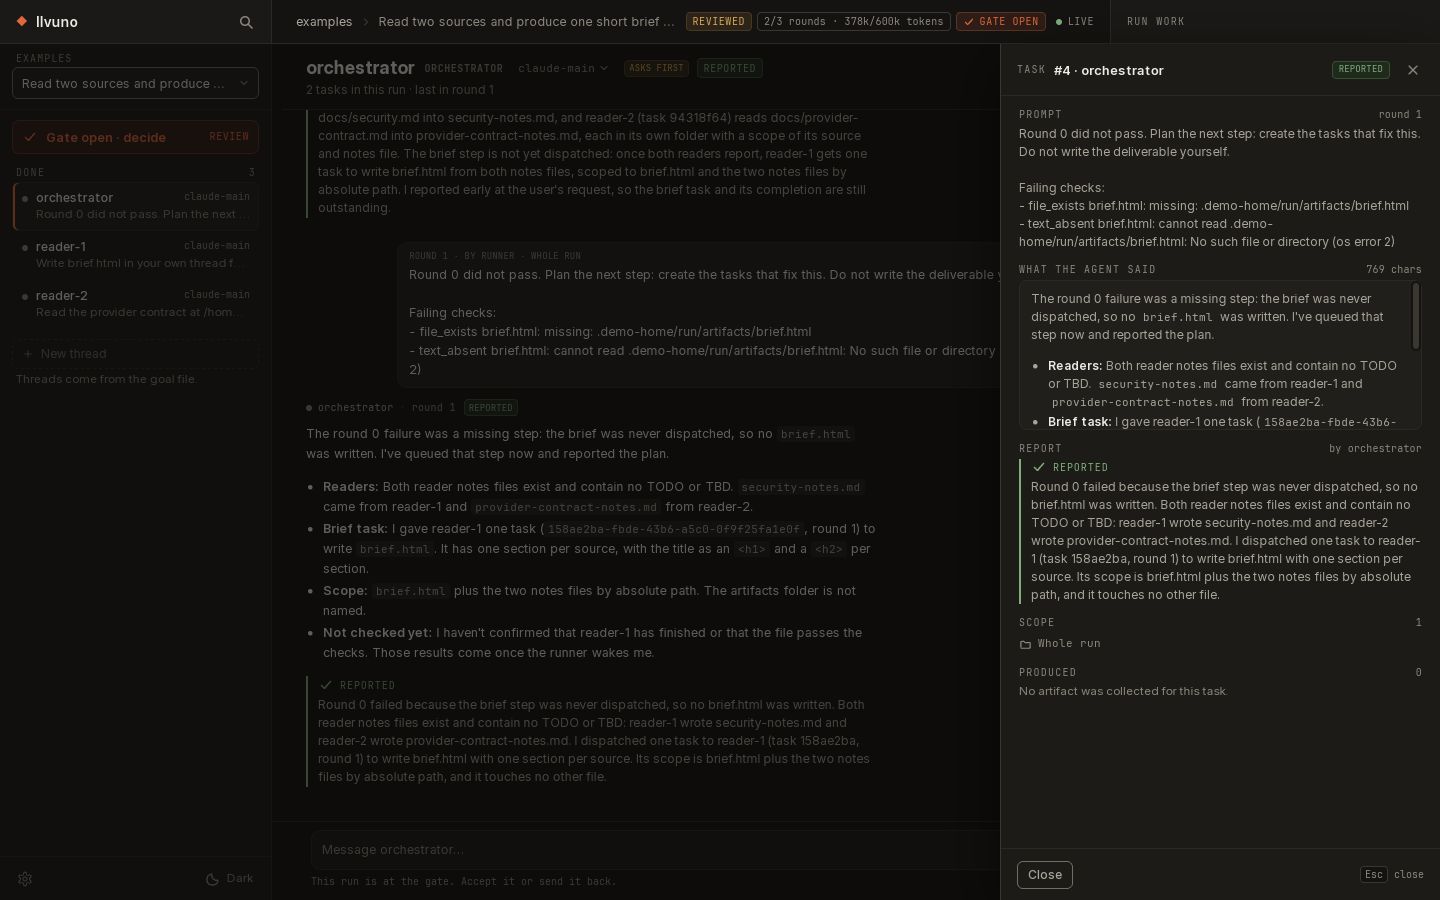 llvuno
examples › Read two sources and produce one short brief ... REVIEWED 2/3 rounds · 378k/600k tokens GATE OPEN LIVE RUN WORK
EXAMPLES
Read two sources and produce ...
Gate open · decide REVIEW
DONE 3
orchestrator claude-main
Round 0 did not pass. Plan the next ...
reader-1 claude-main
Write brief.html in your own thread f...
reader-2 claude-main
Read the provider contract at /hom...
+ New thread
Threads come from the goal file.
Dark
orchestrator ORCHESTRATOR claude-main ASKS FIRST REPORTED
2 tasks in this run · last in round 1
docs/security.md into security-notes.md, and reader-2 (task 94318f64) reads docs/provider-
contract.md into provider-contract-notes.md, each in its own folder with a scope of its source
and notes file. The brief step is not yet dispatched: once both readers report, reader-1 gets one
task to write brief.html from both notes files, scoped to brief.html and the two notes files by
absolute path. I reported early at the user's request, so the brief task and its completion are still
outstanding.
ROUND 1 · BY RUNNER · WHOLE RUN
Round 0 did not pass. Plan the next step: create the tasks that fix this. Do not write the deliverable y
Failing checks:
- file_exists brief.html: missing: .demo-home/run/artifacts/brief.html
- text_absent brief.html: cannot read .demo-home/run/artifacts/brief.html: No such file or directory
2)
orchestrator · round 1 REPORTED
The round 0 failure was a missing step: the brief was never dispatched, so no brief.html
was written. I've queued that step now and reported the plan.
• Readers: Both reader notes files exist and contain no TODO or TBD. security-notes.md
came from reader-1 and provider-contract-notes.md from reader-2.
• Brief task: I gave reader-1 one task (158ae2ba-fbde-43b6-a5c0-0f9f25fa1e0f, round 1) to
write brief.html. It has one section per source, with the title as an <h1> and a <h2> per
section.
• Scope: brief.html plus the two notes files by absolute path. The artifacts folder is not
named.
• Not checked yet: I haven't confirmed that reader-1 has finished or that the file passes the
checks. Those results come once the runner wakes me.
REPORTED
Round 0 failed because the brief step was never dispatched, so no brief.html was written. Both
reader notes files exist and contain no TODO or TBD: reader-1 wrote security-notes.md and
reader-2 wrote provider-contract-notes.md. I dispatched one task to reader-1 (task 158ae2ba,
round 1) to write brief.html with one section per source. Its scope is brief.html plus the two notes
files by absolute path, and it touches no other file.
Message orchestrator...
This run is at the gate. Accept it or send it back.
TASK #4 · orchestrator REPORTED
PROMPT round 1
Round 0 did not pass. Plan the next step: create the tasks that fix this.
Do not write the deliverable yourself.
Failing checks:
- file_exists brief.html: missing: .demo-home/run/artifacts/brief.html
- text_absent brief.html: cannot read .demo-
home/run/artifacts/brief.html: No such file or directory (os error 2)
WHAT THE AGENT SAID 769 chars
The round 0 failure was a missing step: the brief was never
dispatched, so no brief.html was written. I've queued that
step now and reported the plan.
• Readers: Both reader notes files exist and contain no TODO
or TBD. security-notes.md came from reader-1 and
provider-contract-notes.md from reader-2.
• Brief task: I gave reader-1 one task ( 158ae2ba-fbde-43b6-
REPORT by orchestrator
REPORTED
Round 0 failed because the brief step was never dispatched, so no
brief.html was written. Both reader notes files exist and contain no
TODO or TBD: reader-1 wrote security-notes.md and reader-2
wrote provider-contract-notes.md. I dispatched one task to reader-
1 (task 158ae2ba, round 1) to write brief.html with one section per
source. Its scope is brief.html plus the two notes files by absolute
path, and it touches no other file.
SCOPE 1
Whole run
PRODUCED 0
No artifact was collected for this task.
Close Esc close